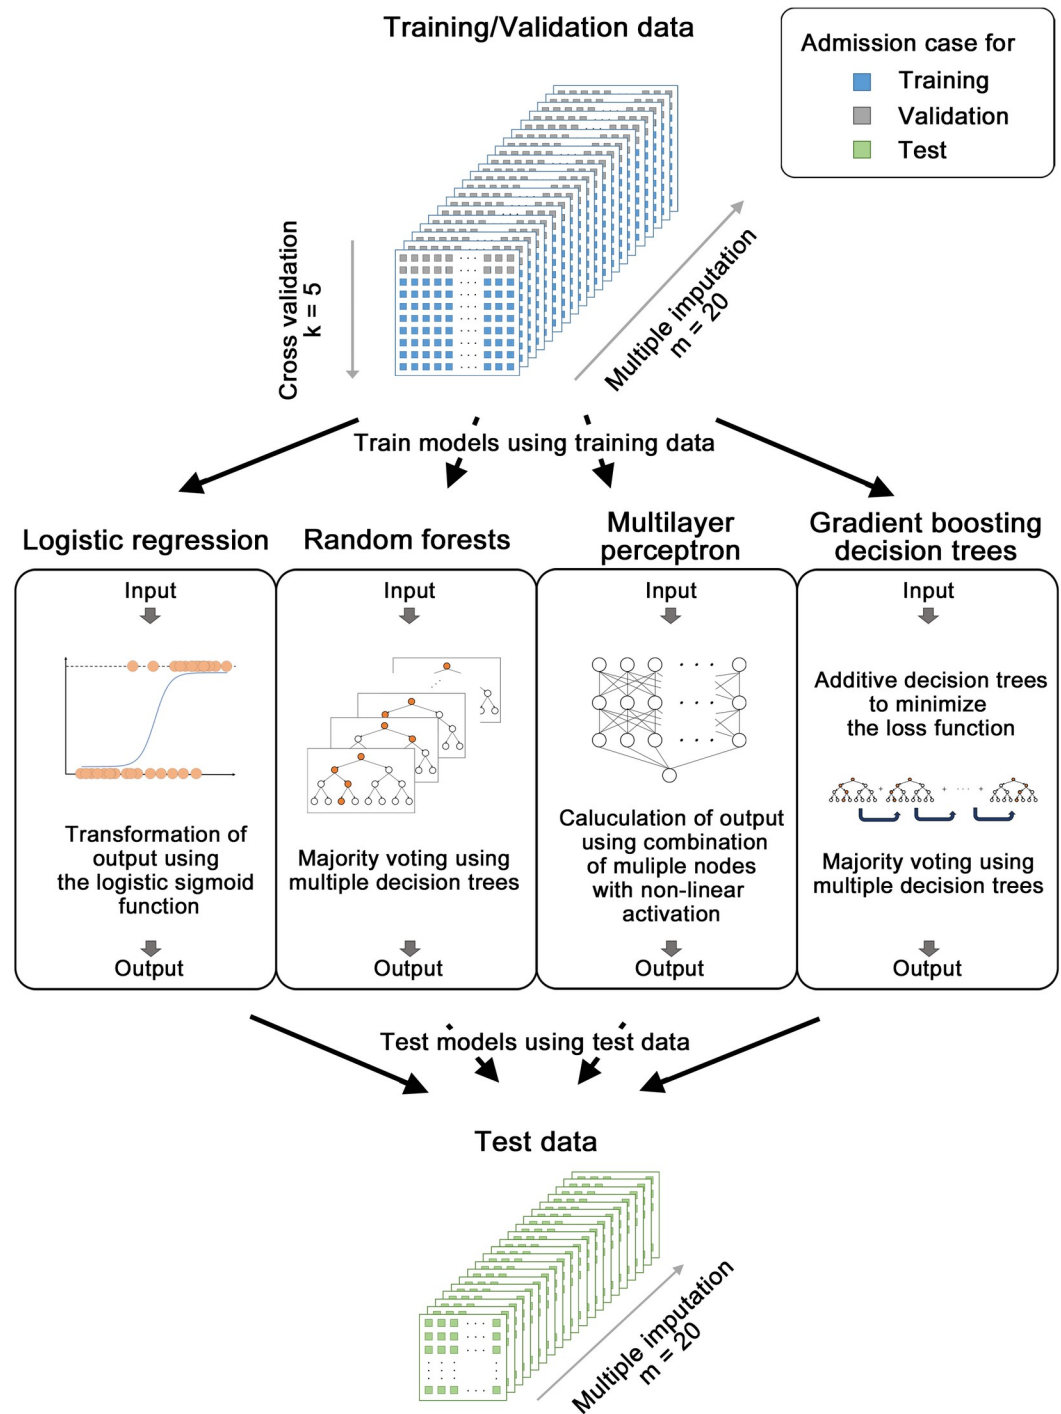 Training/Validation data
Admission case for
Training
Validation
Test
Cross validation
k = 5
Multiple imputation
m = 20
Train models using training data
Logistic regression
Random forests
Multilayer
perceptron
Gradient boosting
decision trees
Input
Transformation of
output using
the logistic sigmoid
function
Output
Input
Majority voting using
multiple decision trees
Output
Input
Caluculation of output
using combination
of muliple nodes
with non-linear
activation
Output
Input
Additive decision trees
to minimize
the loss function
+ + · · · +
Majority voting using
multiple decision trees
Output
Test models using test data
Test data
Multiple imputation
m = 20